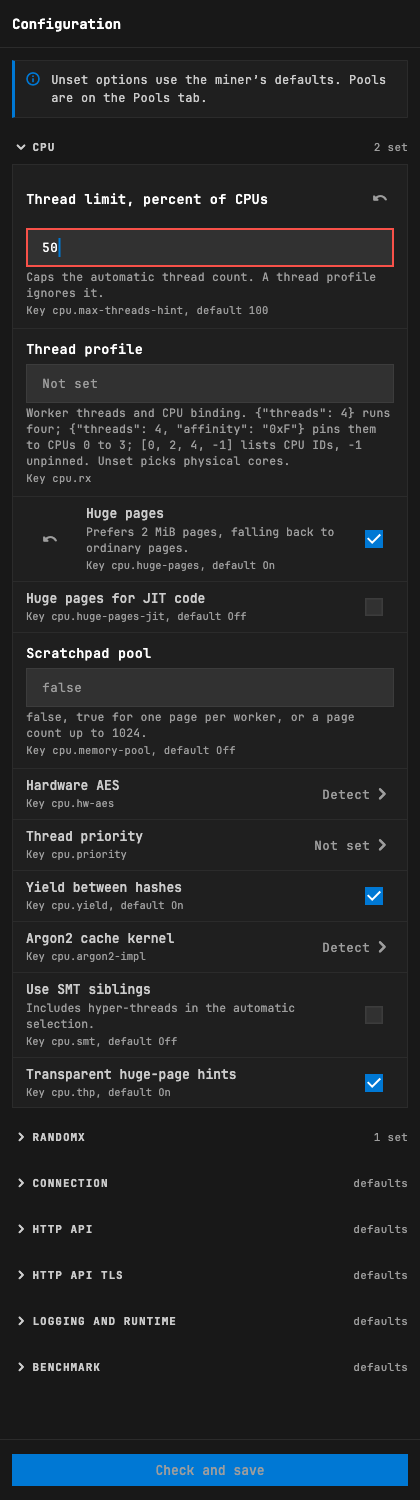 Configuration
Unset options use the miner's defaults. Pools
are on the Pools tab.
CPU 2 set
Thread limit, percent of CPUs
50
Caps the automatic thread count. A thread profile
ignores it.
Key cpu.max-threads-hint, default 100
Thread profile
Not set
Worker threads and CPU binding. {"threads": 4} runs
four; {"threads": 4, "affinity": "0xF"} pins them
to CPUs 0 to 3; [0, 2, 4, -1] lists CPU IDs, -1
unpinned. Unset picks physical cores.
Key cpu.rx
Huge pages
Prefers 2 MiB pages, falling back to
ordinary pages.
Key cpu.huge-pages, default On
Huge pages for JIT code
Key cpu.huge-pages-jit, default Off
Scratchpad pool
false
false, true for one page per worker, or a page
count up to 1024.
Key cpu.memory-pool, default Off
Hardware AES
Detect
Key cpu.hw-aes
Thread priority
Not set
Key cpu.priority
Yield between hashes
Key cpu.yield, default On
Argon2 cache kernel
Detect
Key cpu.argon2-impl
Use SMT siblings
Includes hyper-threads in the automatic
selection.
Key cpu.smt, default Off
Transparent huge-page hints
Key cpu.thp, default On
RANDOMX 1 set
CONNECTION defaults
HTTP API defaults
HTTP API TLS defaults
LOGGING AND RUNTIME defaults
BENCHMARK defaults
Check and save